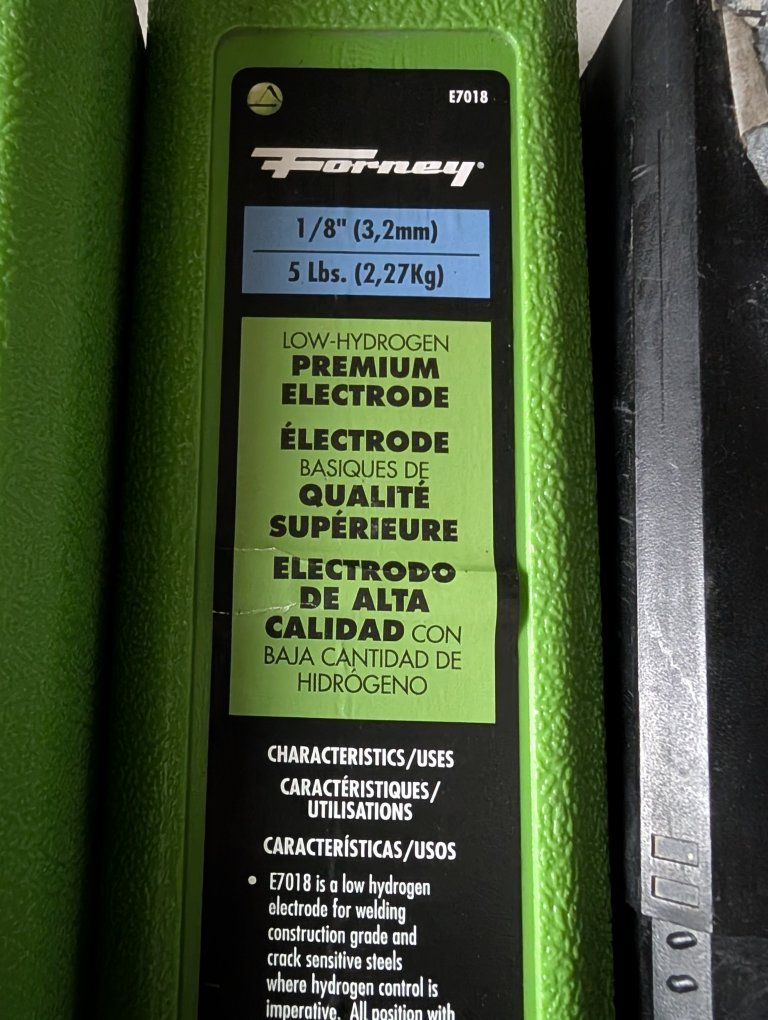 E7018
Forney
1/8" (3,2mm)
5 Lbs. (2,27Kg)
LOW-HYDROGEN
PREMIUM
ELECTRODE
ÉLECTRODE
BASIQUES DE
QUALITÉ
SUPÉRIEURE
ELECTRODO
DE ALTA
CALIDAD CON
BAJA CANTIDAD DE
HIDRÓGENO
CHARACTERISTICS/USES
CARACTÉRISTIQUES/
UTILISATIONS
CARACTERÍSTICAS/USOS
• E7018 is a low hydrogen
electrode for welding
construction grade and
crack sensitive steels
where hydrogen control is
imperative. All position with